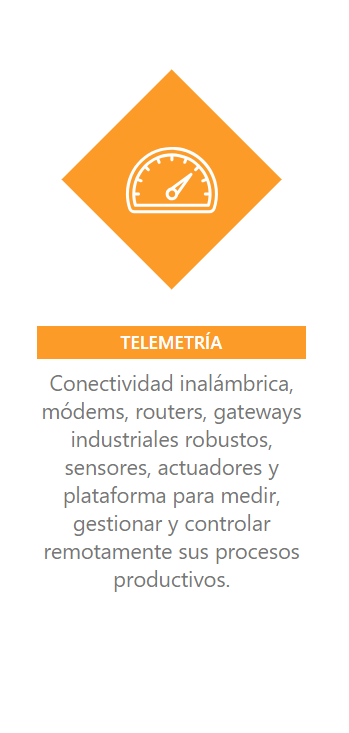 TELEMETRÍA
Conectividad inalámbrica,
módems, routers, gateways
industriales robustos,
sensores, actuadores y
plataforma para medir,
gestionar y controlar
remotamente sus procesos
productivos.